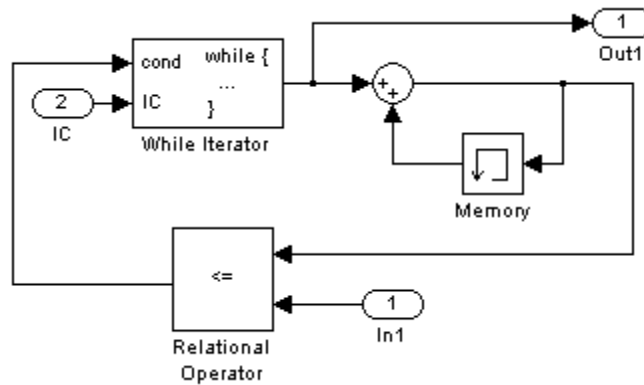 1
Out1
cond while {
...
IC }
2
IC
While Iterator
+
+
Memory
<=
1
In1
Relational
Operator